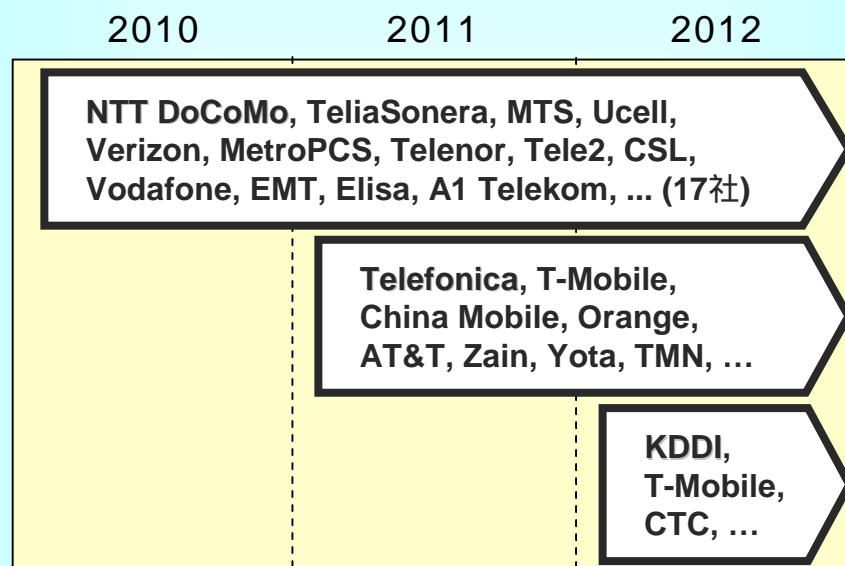 2010 2011 2012
NTT DoCoMo, TeliaSonera, MTS, Ucell,
Verizon, MetroPCS, Telenor, Tele2, CSL,
Vodafone, EMT, Elisa, A1 Telekom, ... (17社)
Telefonica, T-Mobile,
China Mobile, Orange,
AT&T, Zain, Yota, TMN, …
KDDI,
T-Mobile,
CTC, …